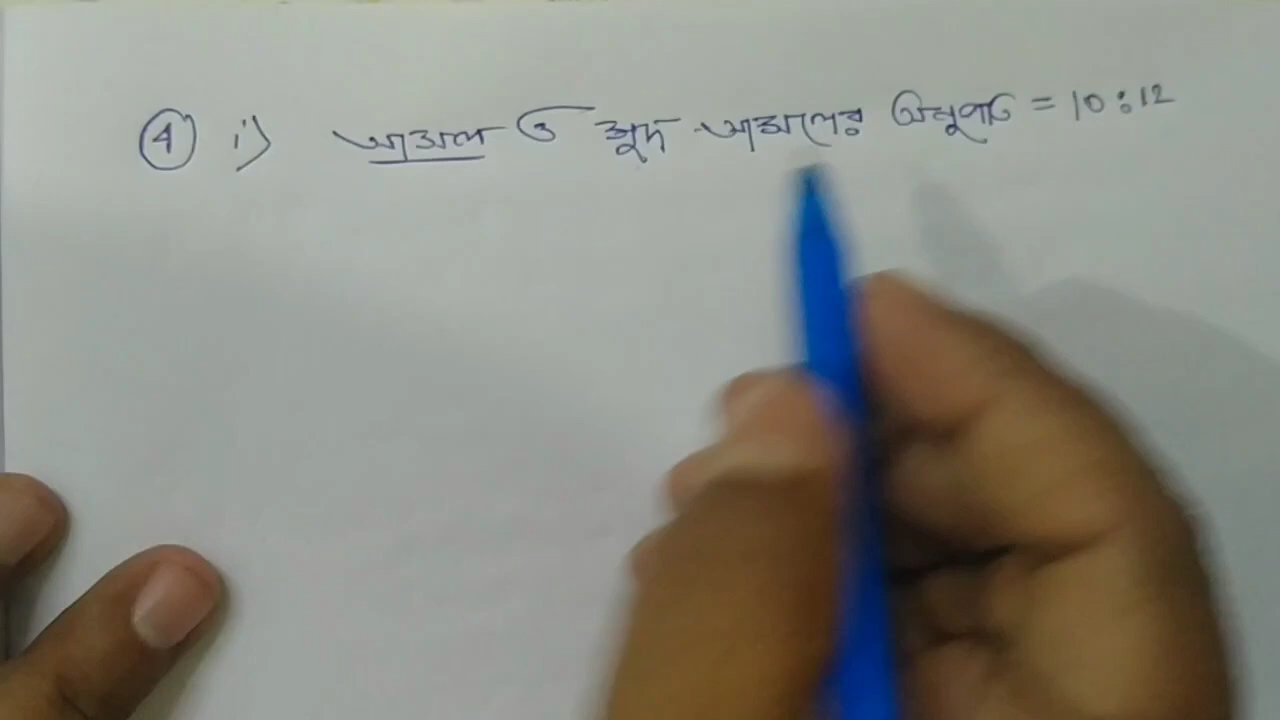 ④ i) আসল ও সুদ আসলের অনুপাত = 10:12